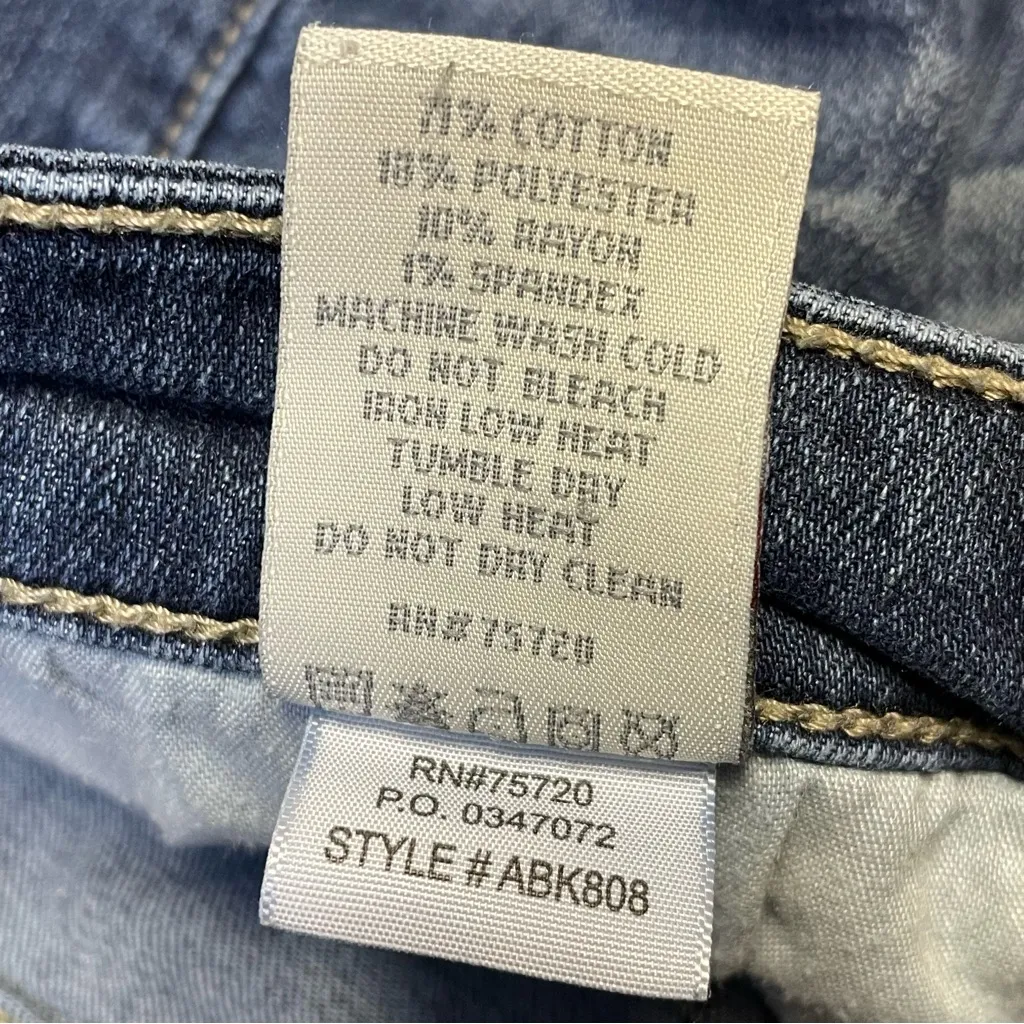 71% COTTON
18% POLYESTER
10% RAYON
1% SPANDEX
MACHINE WASH COLD
DO NOT BLEACH
IRON LOW HEAT
TUMBLE DRY
LOW HEAT
DO NOT DRY CLEAN
RN# 75720
RN#75720
P.O. 0347072
STYLE # ABK808